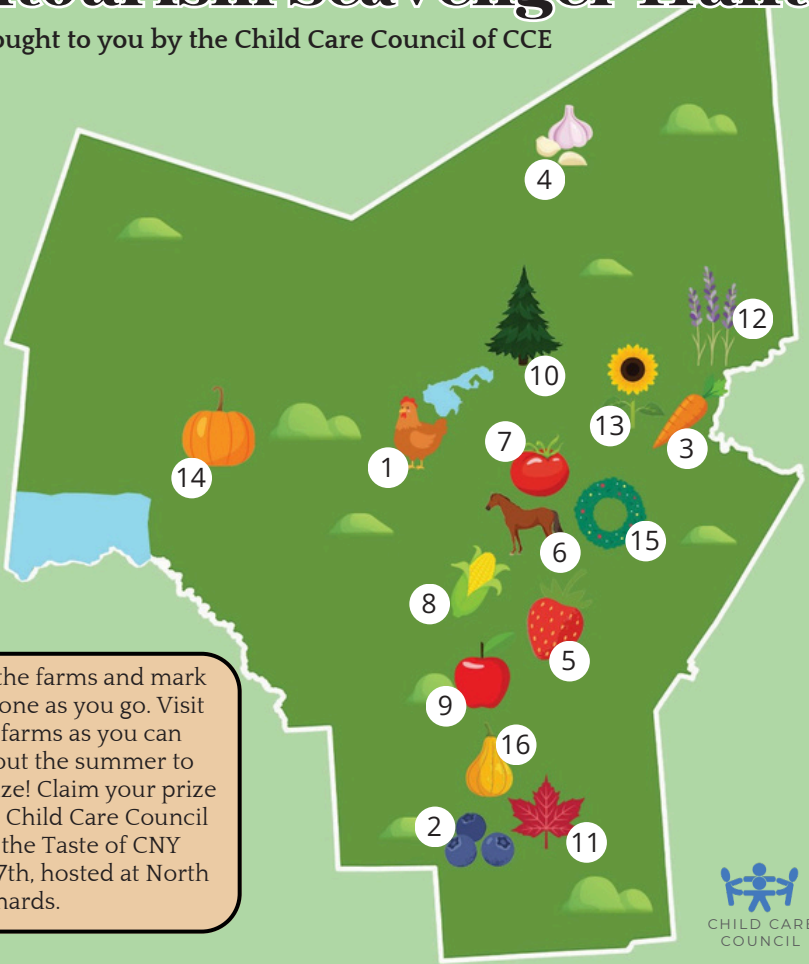 tourism Scavenger Hunt
ought to you by the Child Care Council of CCE
4
12
10
13
7
3
1
14
15
6
8
5
9
16
2
11
the farms and mark
one as you go. Visit
farms as you can
out the summer to
ze! Claim your prize
Child Care Council
the Taste of CNY
7th, hosted at North
hards.
CHILD CARE
COUNCIL